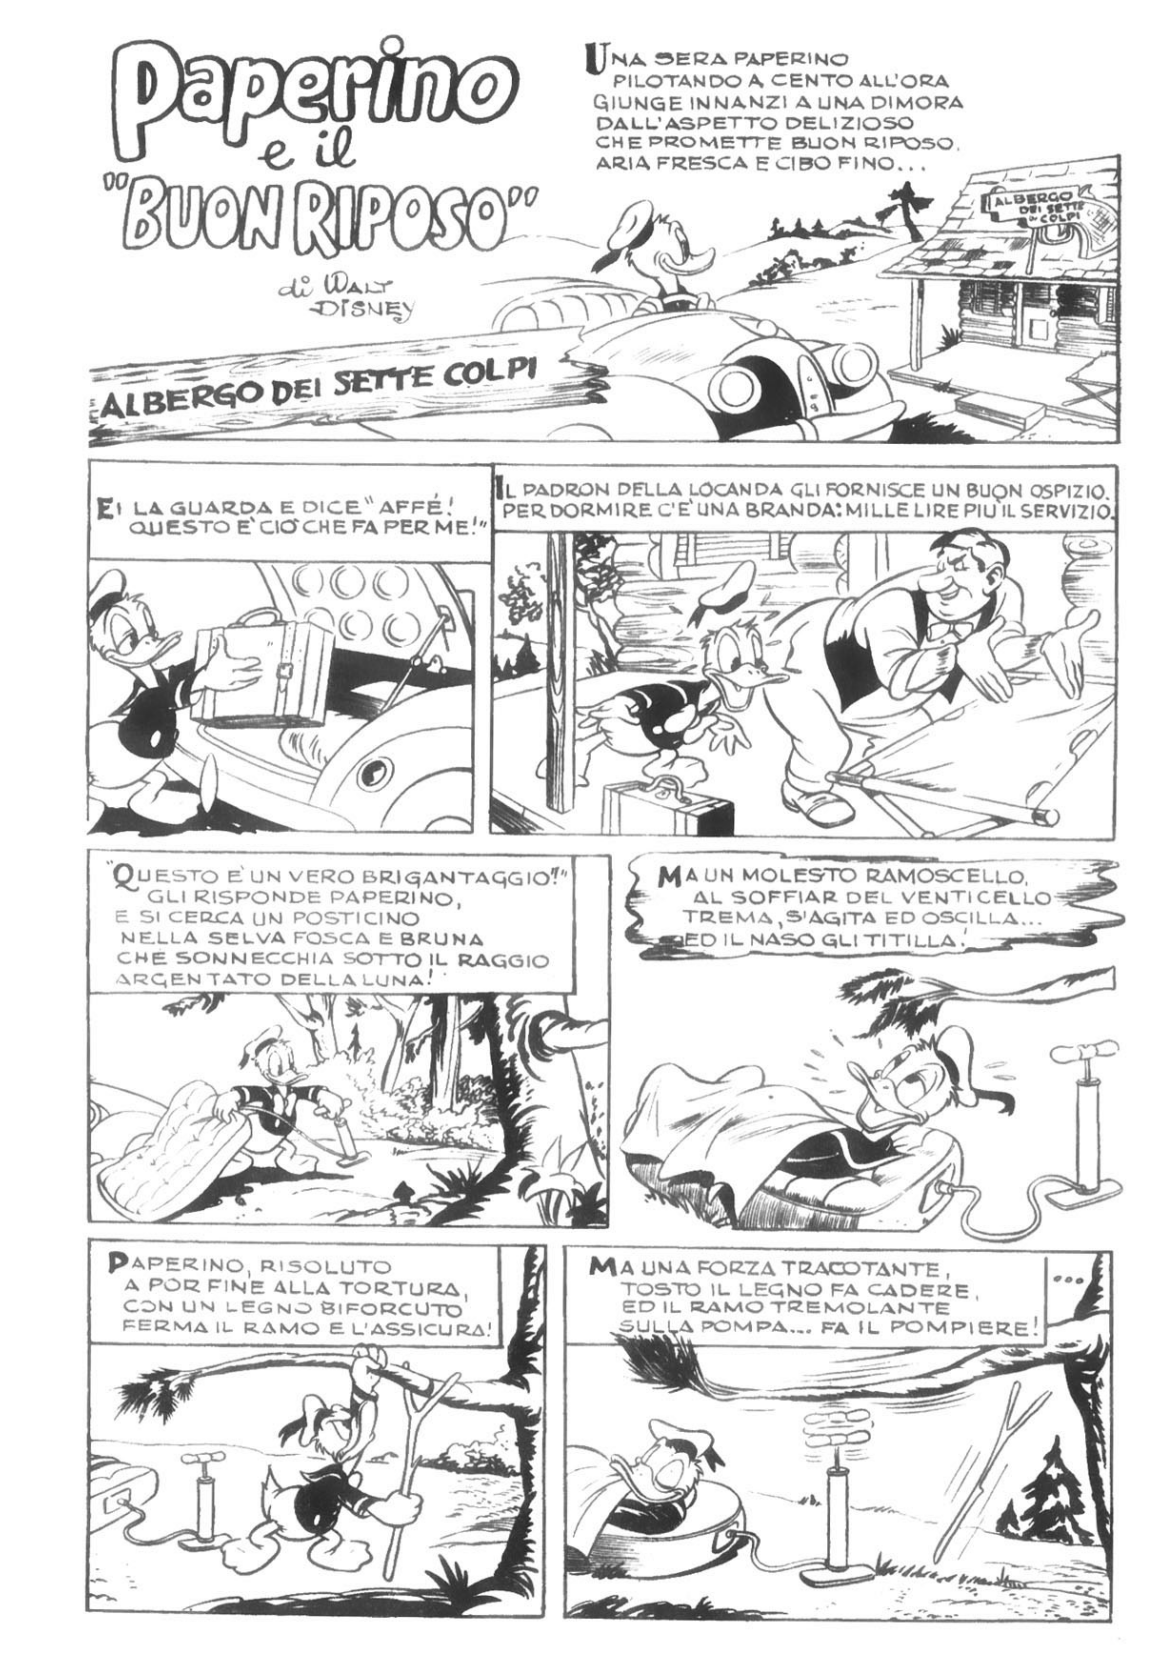 Paperino
e il
"BUON RIPOSO"
di WALT
DISNEY
UNA SERA PAPERINO
PILOTANDO A CENTO ALL'ORA
GIUNGE INNANZI A UNA DIMORA
DALL'ASPETTO DELIZIOSO
CHE PROMETTE BUON RIPOSO,
ARIA FRESCA E CIBO FINO...
ALBERGO
DEI SETTE
COLPI
ALBERGO DEI SETTE COLPI
EI LA GUARDA E DICE "AFFÉ!
QUESTO E' CIO' CHE FA PER ME!"
IL PADRON DELLA LOCANDA GLI FORNISCE UN BUON OSPIZIO.
PER DORMIRE C'E' UNA BRANDA: MILLE LIRE PIU' IL SERVIZIO.
"QUESTO E' UN VERO BRIGANTAGGIO!"
GLI RISPONDE PAPERINO,
E SI CERCA UN POSTICINO
NELLA SELVA FOSCA E BRUNA
CHE SONNECCHIA SOTTO IL RAGGIO
ARGENTATO DELLA LUNA!
MA UN MOLESTO RAMOSCELLO,
AL SOFFIAR DEL VENTICELLO
TREMA, S'AGITA ED OSCILLA...
ED IL NASO GLI TITILLA!
PAPERINO, RISOLUTO
A POR FINE ALLA TORTURA,
CON UN LEGNO BIFORCUTO
FERMA IL RAMO E L'ASSICURA!
MA UNA FORZA TRACOTANTE,
TOSTO IL LEGNO FA CADERE,
ED IL RAMO TREMOLANTE
SULLA POMPA... FA IL POMPIERE!
...